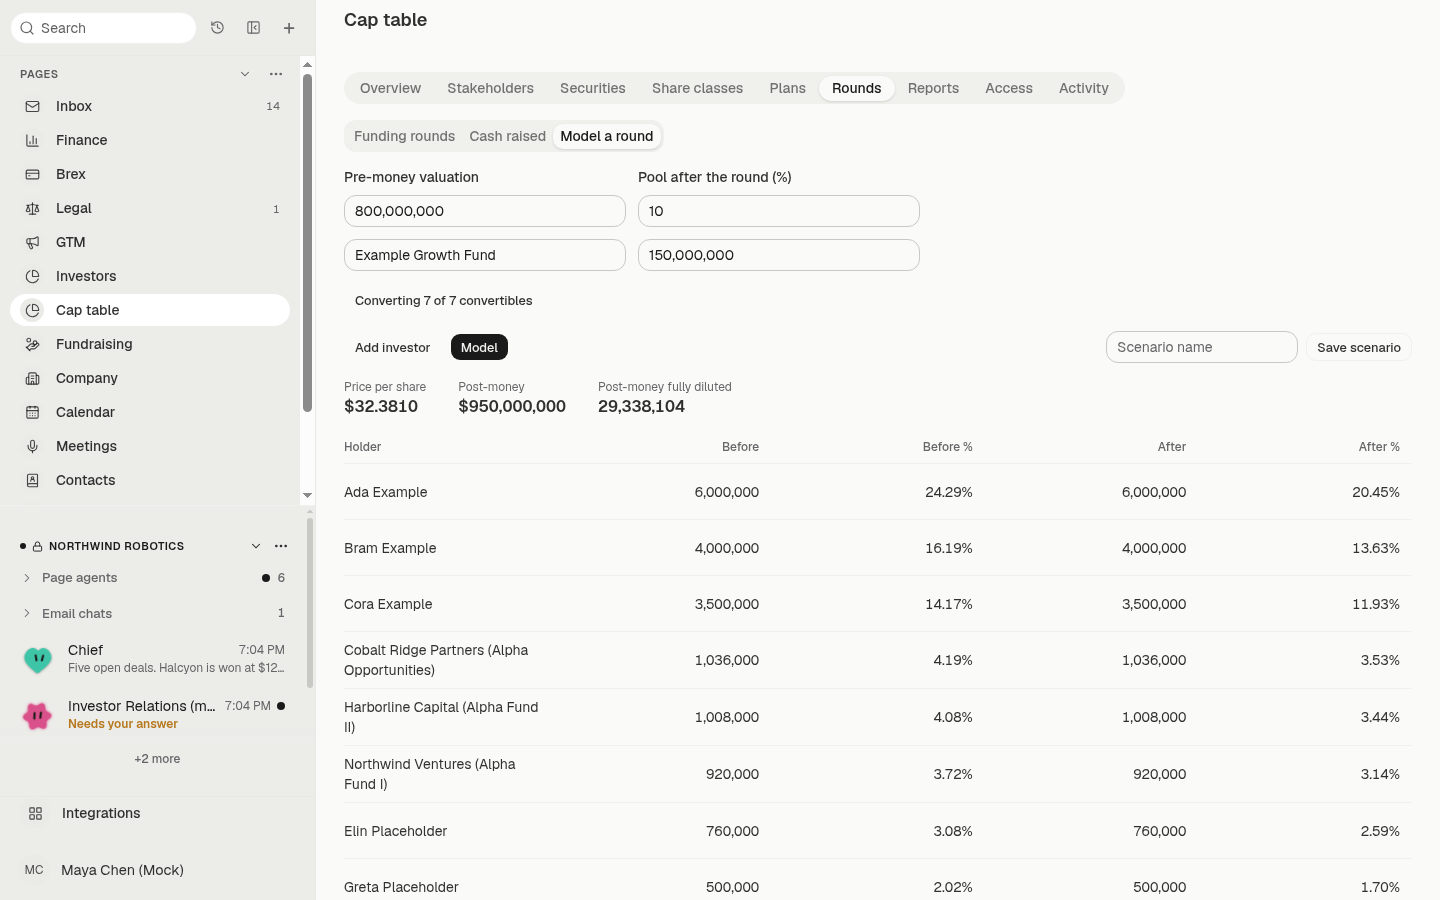 Search
PAGES
Inbox 14
Finance
Brex
Legal 1
GTM
Investors
Cap table
Fundraising
Company
Calendar
Meetings
Contacts
NORTHWIND ROBOTICS
Page agents 6
Email chats 1
Chief 7:04 PM
Five open deals. Halcyon is won at $12…
Investor Relations (m… 7:04 PM
Needs your answer
+2 more
Integrations
MC Maya Chen (Mock)
Cap table
Overview Stakeholders Securities Share classes Plans Rounds Reports Access Activity
Funding rounds Cash raised Model a round
Pre-money valuation Pool after the round (%)
800,000,000 10
Example Growth Fund 150,000,000
Converting 7 of 7 convertibles
Add investor Model Scenario name Save scenario
Price per share Post-money Post-money fully diluted
$32.3810 $950,000,000 29,338,104
Holder Before Before % After After %
Ada Example 6,000,000 24.29% 6,000,000 20.45%
Bram Example 4,000,000 16.19% 4,000,000 13.63%
Cora Example 3,500,000 14.17% 3,500,000 11.93%
Cobalt Ridge Partners (Alpha
Opportunities) 1,036,000 4.19% 1,036,000 3.53%
Harborline Capital (Alpha Fund
II) 1,008,000 4.08% 1,008,000 3.44%
Northwind Ventures (Alpha
Fund I) 920,000 3.72% 920,000 3.14%
Elin Placeholder 760,000 3.08% 760,000 2.59%
Greta Placeholder 500,000 2.02% 500,000 1.70%